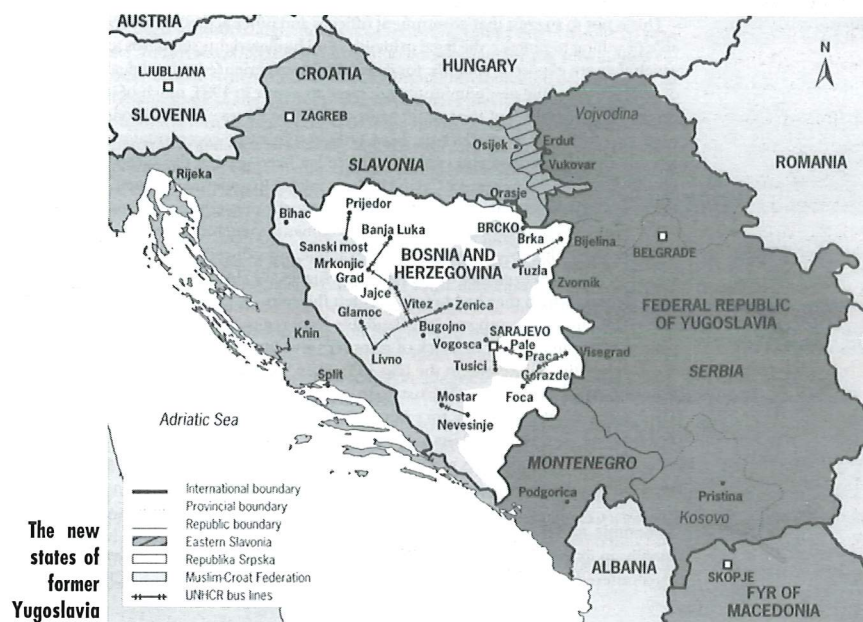 AUSTRIA
LJUBLJANA
SLOVENIA
CROATIA
ZAGREB
HUNGARY
N
Vojvodina
ROMANIA
Osijek
Erdut
Vukovar
SLAVONIA
Rijeka
Orasje
Bihac
Prijedor
Banja Luka
BRCKO
Brka
Bijelina
BELGRADE
Sanski most
BOSNIA AND
HERZEGOVINA
Mrkonjic
Grad
Tuzla
Zvornik
Jajce
Vitez
Zenica
FEDERAL REPUBLIC
OF YUGOSLAVIA
Glamoc
Bugojno
SARAJEVO
Knin
Vogosca
Pale
Praca
Visegrad
Livno
Tusici
Gorazde
SERBIA
Split
Foca
Mostar
Adriatic Sea
Nevesinje
MONTENEGRO
Podgorica
Pristina
Kosovo
ALBANIA
SKOPJE
FYR OF
MACEDONIA
International boundary
Provincial boundary
Republic boundary
Eastern Slavonia
Republika Srpska
Muslim-Croat Federation
UNHCR bus lines
The new
states of
former
Yugoslavia